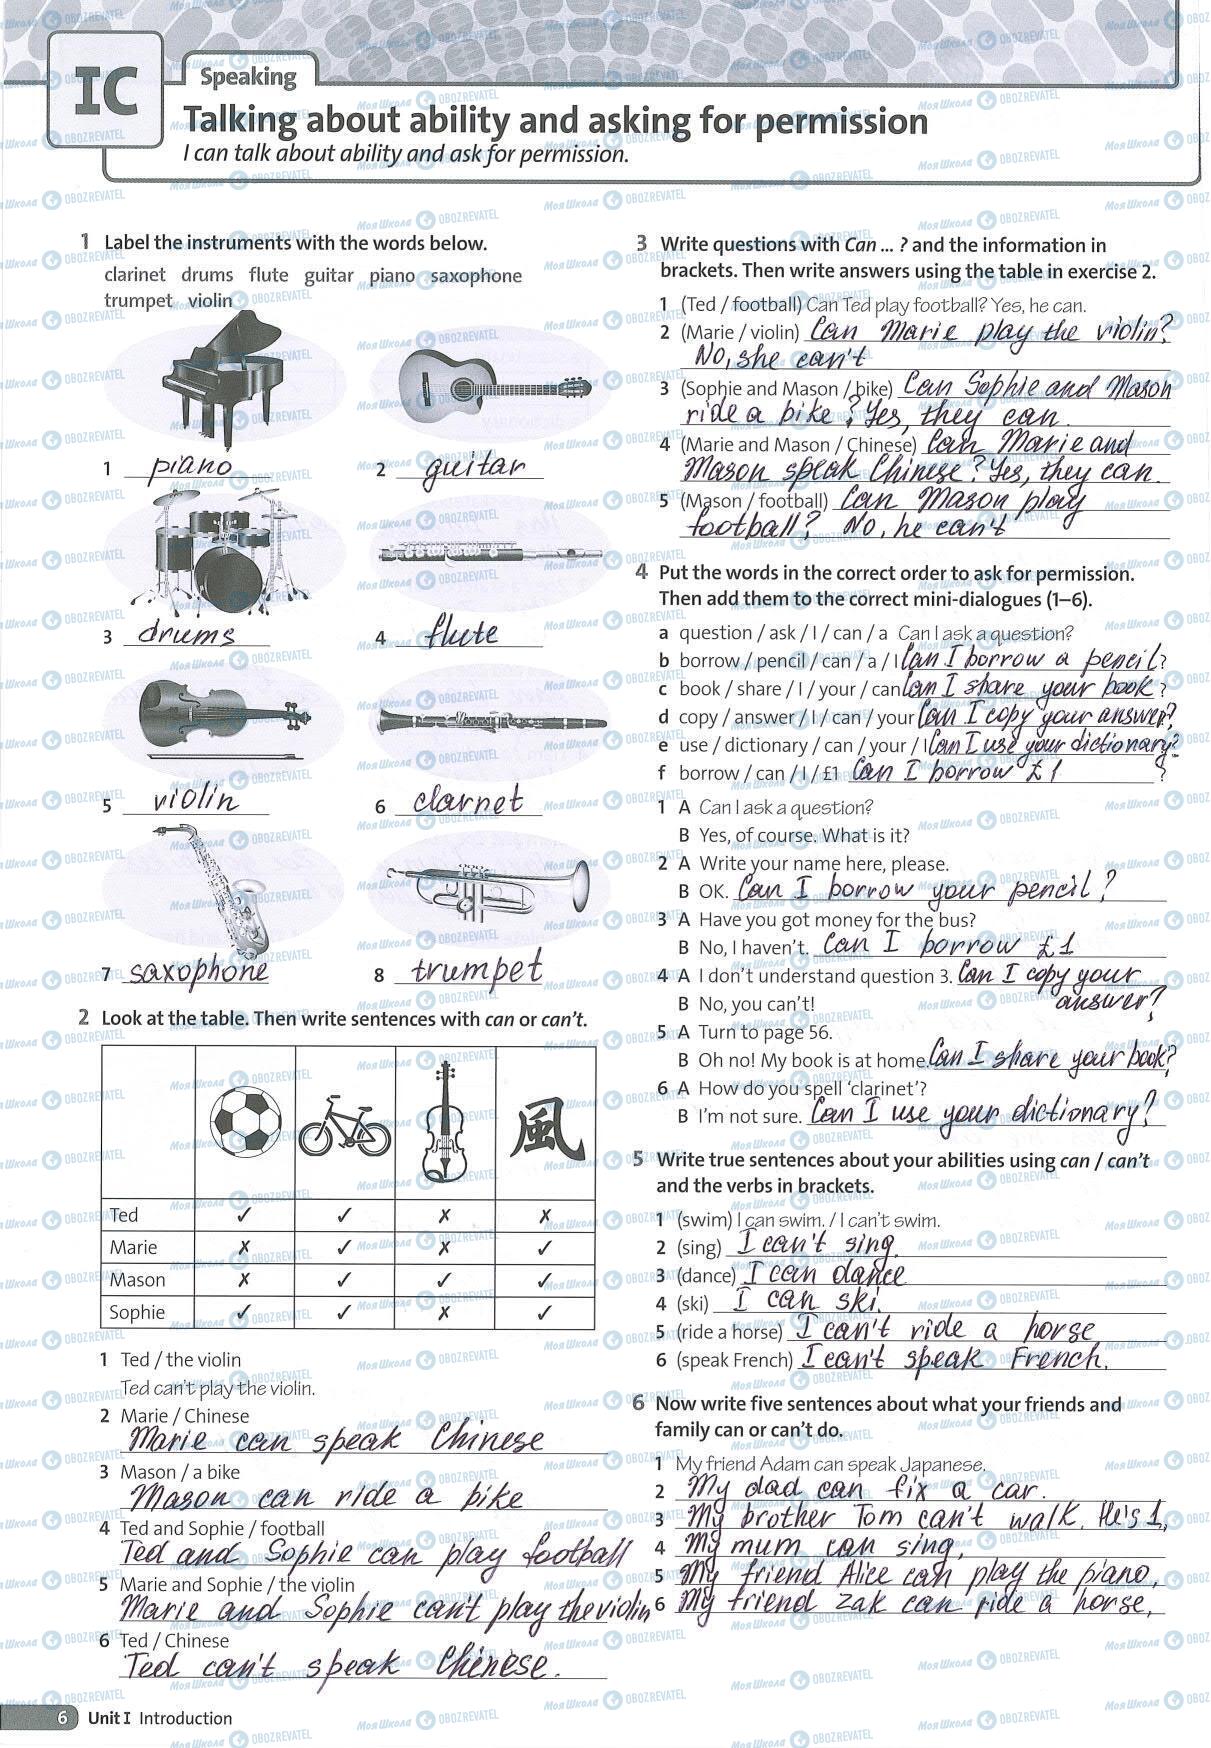 IC
Speaking
Talking about ability and asking for permission
I can talk about ability and ask for permission.
1 Label the instruments with the words below.
clarinet drums flute guitar piano saxophone
trumpet violin
1 piano
2 guitar
3 drums
4 flute
5 violin
6 clarnet
7 saxophone
8 trumpet
2 Look at the table. Then write sentences with can or can't.
風
Ted ✓ ✓ ✗ ✗
Marie ✗ ✓ ✗ ✓
Mason ✗ ✓ ✓ ✓
Sophie ✓ ✓ ✗ ✓
1 Ted / the violin
Ted can't play the violin.
2 Marie / Chinese
Marie can speak Chinese
3 Mason / a bike
Mason can ride a bike
4 Ted and Sophie / football
Ted and Sophie can play football
5 Marie and Sophie / the violin
Marie and Sophie can't play the violin
6 Ted / Chinese
Ted can't speak Chinese.
3 Write questions with Can ... ? and the information in
brackets. Then write answers using the table in exercise 2.
1 (Ted / football) Can Ted play football? Yes, he can.
2 (Marie / violin) Can Marie play the violin?
No, she can't
3 (Sophie and Mason / bike) Can Sophie and Mason
ride a bike? Yes, they can.
4 (Marie and Mason / Chinese) Can Marie and
Mason speak Chinese? Yes, they can.
5 (Mason / football) Can Mason play
football? No, he can't
4 Put the words in the correct order to ask for permission.
Then add them to the correct mini-dialogues (1–6).
a question / ask / I / can / a Can I ask a question?
b borrow / pencil / can / a / I Can I borrow a pencil?
c book / share / I / your / can Can I share your book?
d copy / answer / I / can / your Can I copy your answer?
e use / dictionary / can / your / I Can I use your dictionary?
f borrow / can / I / £1 Can I borrow £1?
1 A Can I ask a question?
B Yes, of course. What is it?
2 A Write your name here, please.
B OK. Can I borrow your pencil?
3 A Have you got money for the bus?
B No, I haven't. Can I borrow £1
4 A I don't understand question 3. Can I copy your
answer?
B No, you can't!
5 A Turn to page 56.
B Oh no! My book is at home. Can I share your book?
6 A How do you spell 'clarinet'?
B I'm not sure. Can I use your dictionary?
5 Write true sentences about your abilities using can / can't
and the verbs in brackets.
1 (swim) I can swim. / I can't swim.
2 (sing) I can't sing.
3 (dance) I can dance
4 (ski) I can ski.
5 (ride a horse) I can't ride a horse
6 (speak French) I can't speak French.
6 Now write five sentences about what your friends and
family can or can't do.
1 My friend Adam can speak Japanese.
2 My dad can fix a car.
3 My brother Tom can't walk. He's 1.
4 My mum can sing.
5 My friend Alice can play the piano.
6 My friend Zak can ride a horse.
6 Unit I Introduction
МояШкола OBOZREVATEL